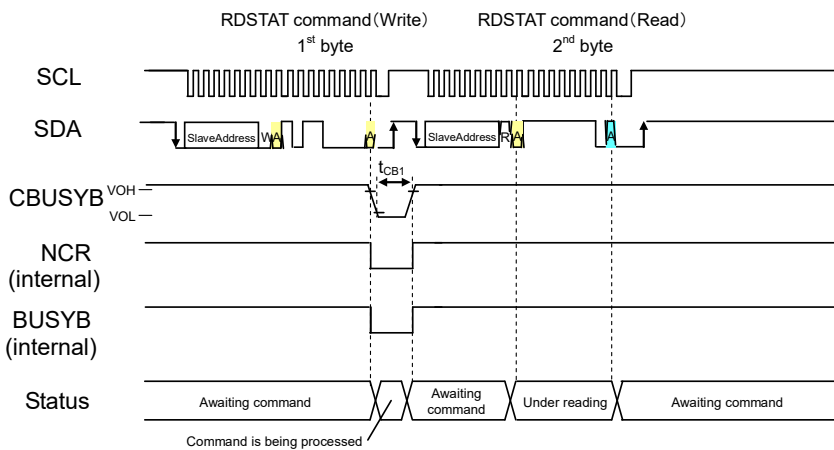 RDSTAT command(Write) RDSTAT command(Read)
1st byte 2nd byte
SCL
SDA SlaveAddress W A A SlaveAddress R A A
tCB1
CBUSYB VOH
VOL
NCR
(internal)
BUSYB
(internal)
Status Awaiting command Awaiting command Under reading Awaiting command
Command is being processed